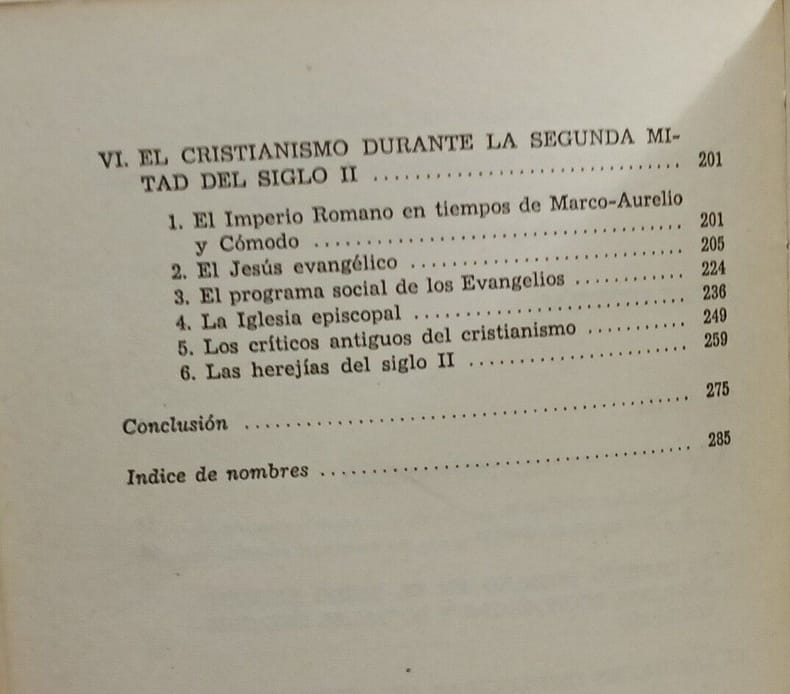 VI. EL CRISTIANISMO DURANTE LA SEGUNDA MI-
TAD DEL SIGLO II .............................. 201
1. El Imperio Romano en tiempos de Marco-Aurelio
y Cómodo .................................... 201
2. El Jesús evangélico .......................... 205
3. El programa social de los Evangelios ........... 224
4. La Iglesia episcopal .......................... 236
5. Los críticos antiguos del cristianismo .......... 249
6. Las herejías del siglo II ...................... 259
Conclusión .......................................... 275
Indice de nombres .................................. 285